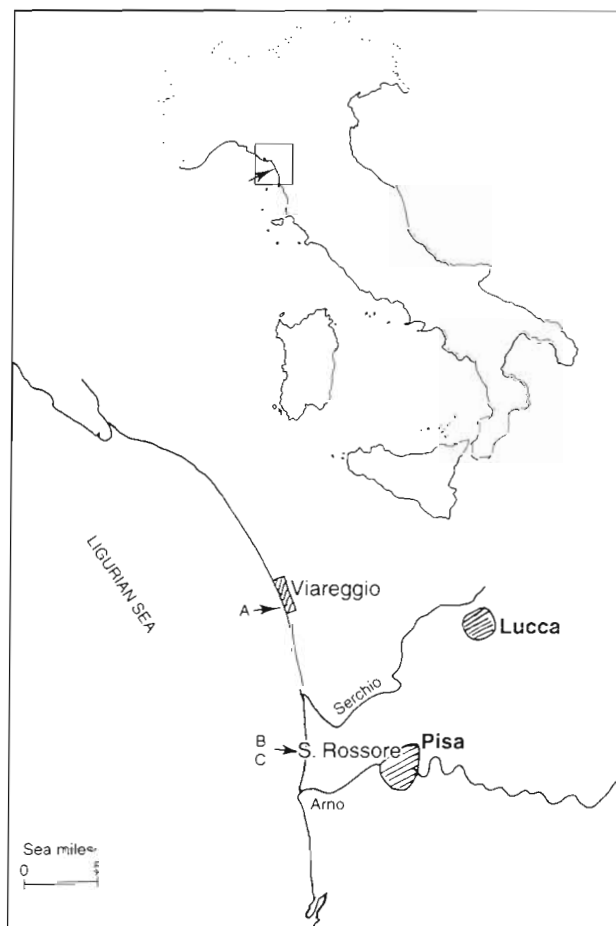 LIGURIAN SEA
Viareggio
A
Lucca
Serchio
B
C
S. Rossore
Pisa
Arno
Sea miles
0